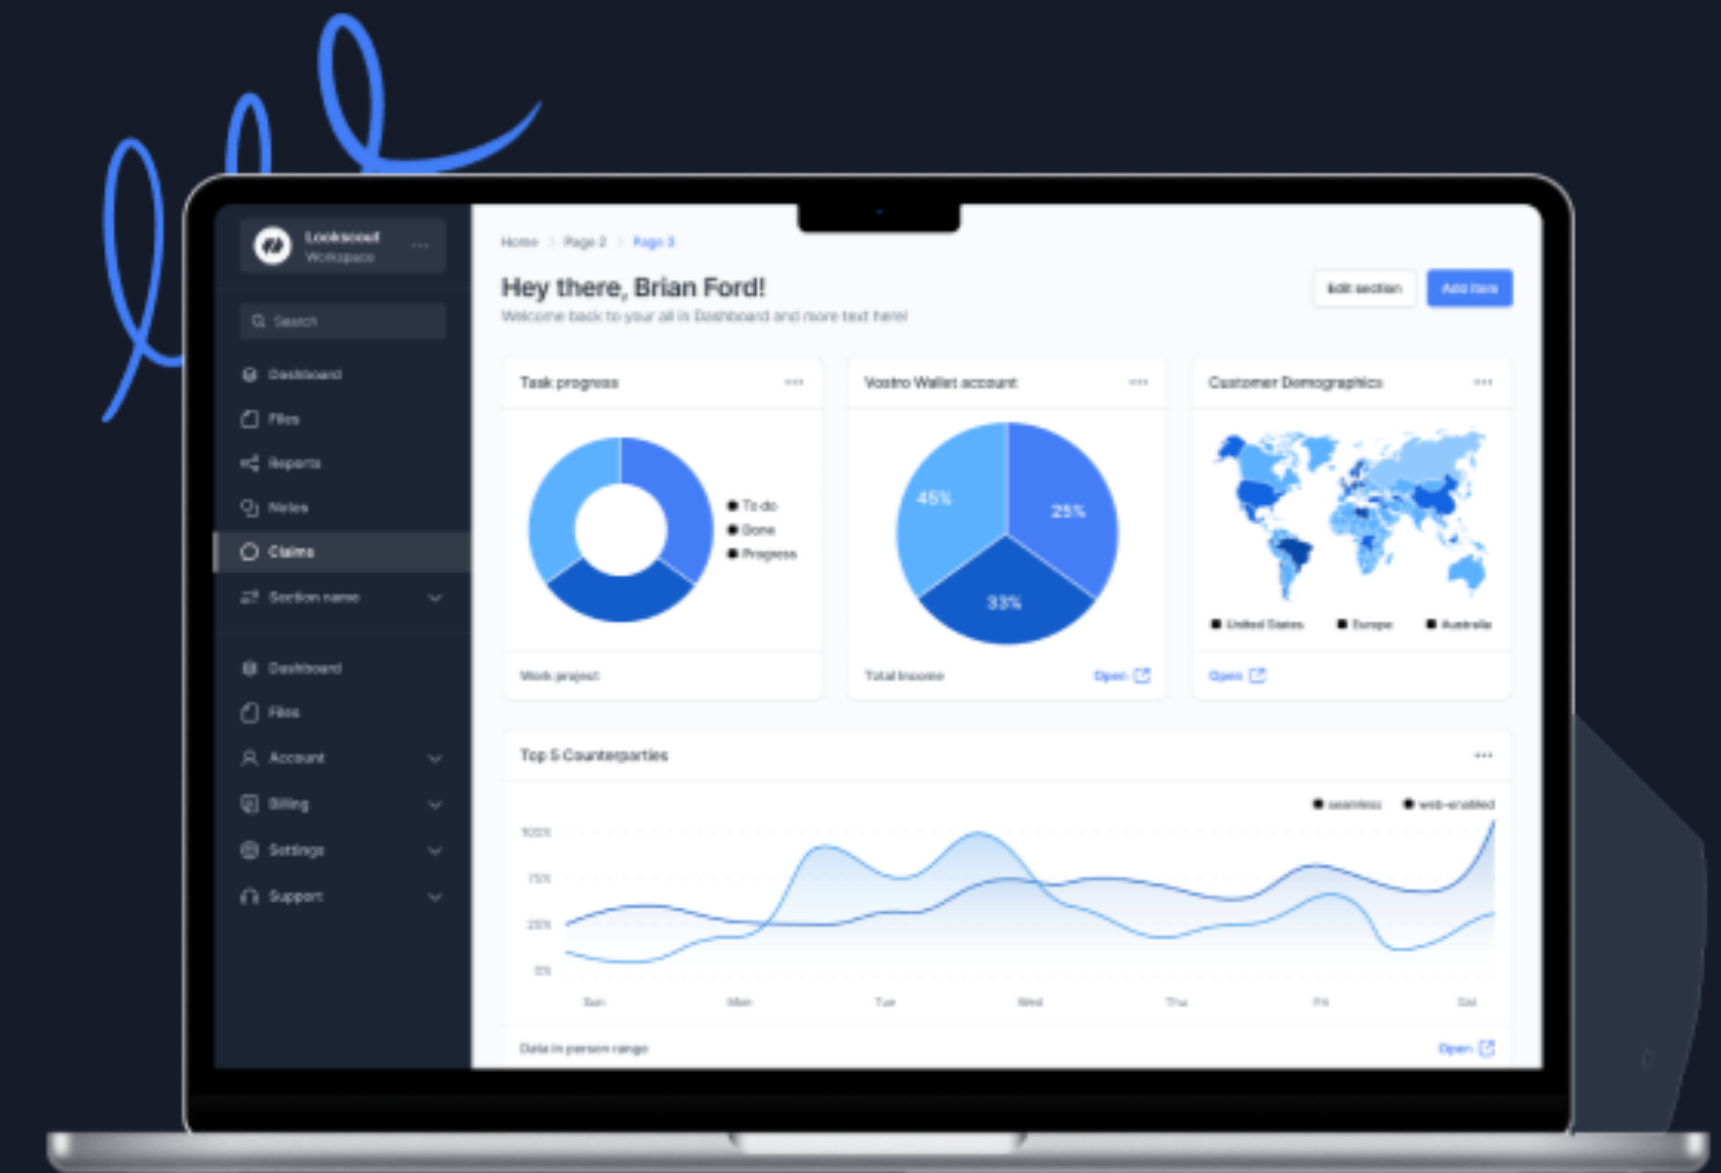 Lookscout
Workspace
Search
Dashboard
Files
Reports
Notes
Claims
Section name
Dashboard
Files
Account
Billing
Settings
Support
Home > Page 2 > Page 3
Hey there, Brian Ford!
Welcome back to your all in Dashboard and more text here!
Edit section
Add item
Task progress
To do
Done
Progress
Work project
Vostro Wallet account
45%
25%
33%
Total Income
Open
Customer Demographics
United States
Europe
Australia
Open
Top 5 Counterparties
seamless
web-enabled
100%
75%
25%
0%
Sun Mon Tue Wed Thu Fri Sat
Data in person range
Open